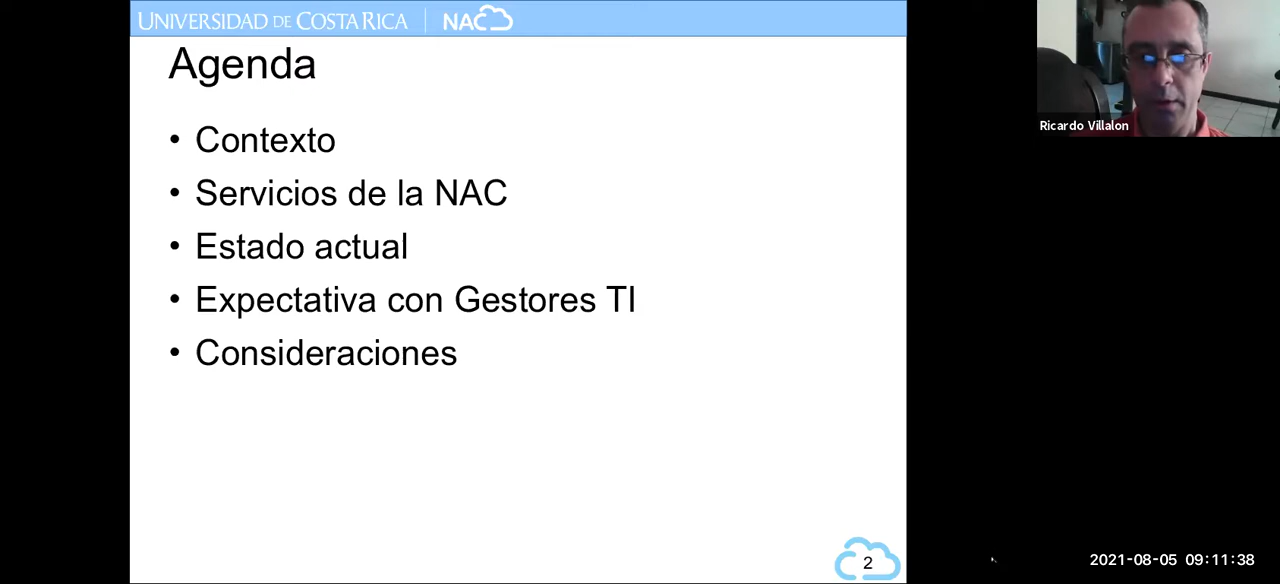 UNIVERSIDAD DE COSTA RICA NAC
Agenda
• Contexto
• Servicios de la NAC
• Estado actual
• Expectativa con Gestores TI
• Consideraciones
2
Ricardo Villalon
2021-08-05 09:11:38